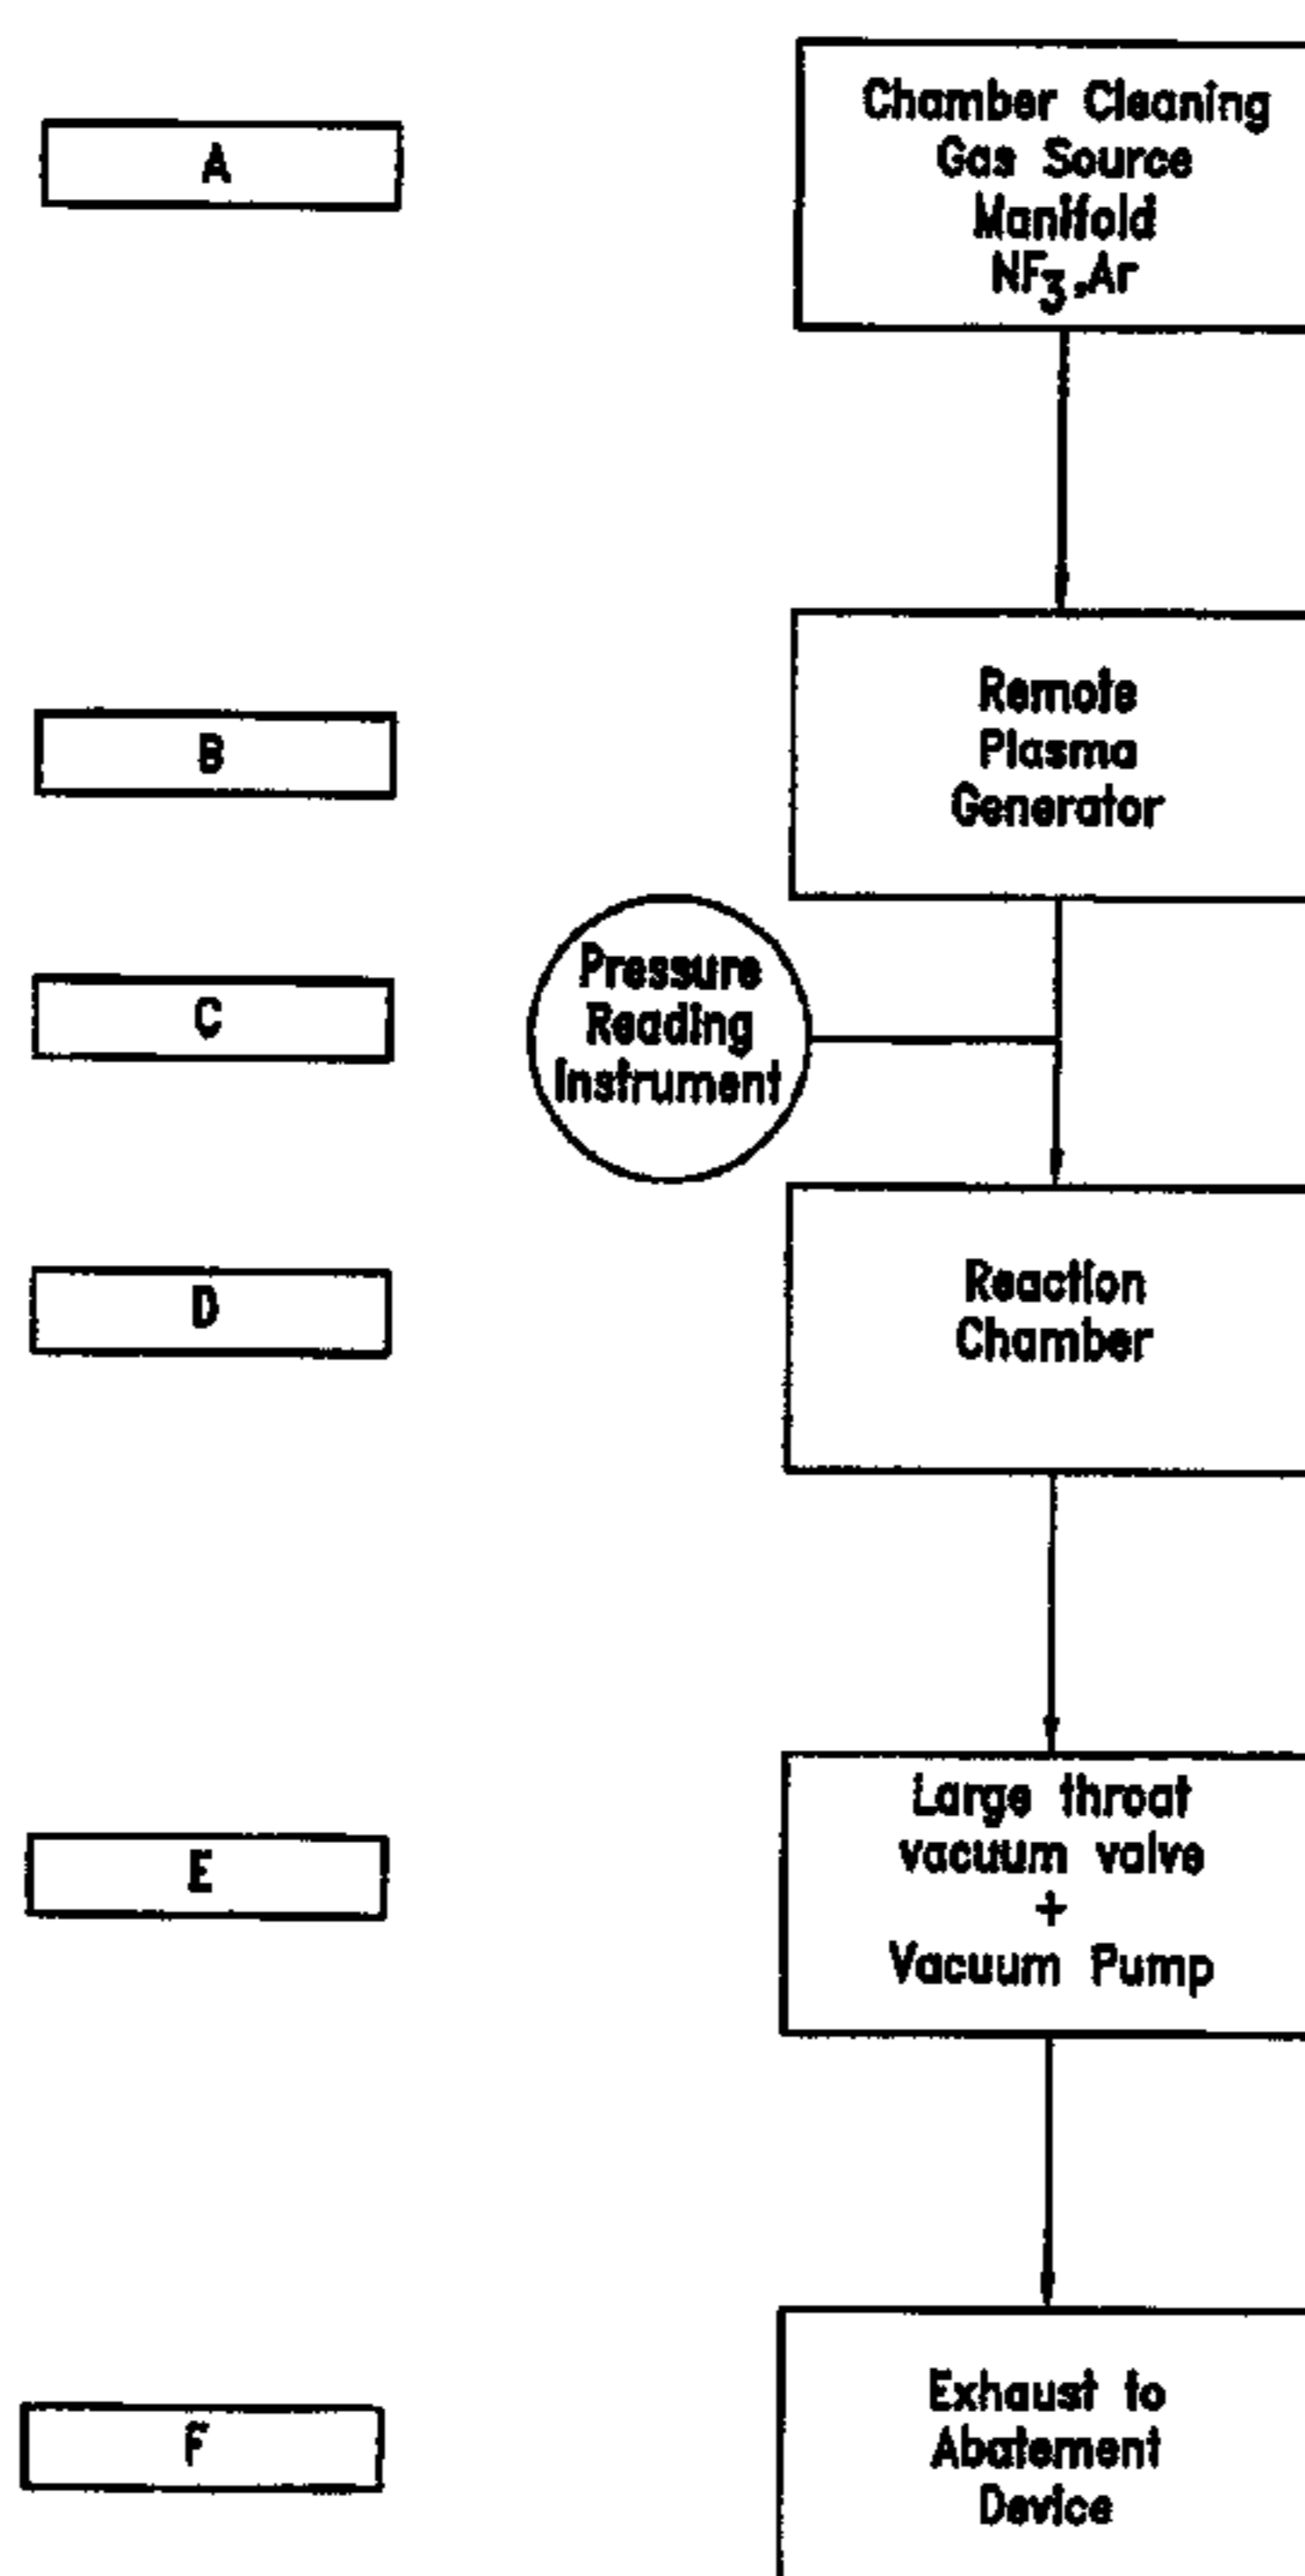 A
Chamber Cleaning
Gas Source
Manifold
NF3,Ar
B
Remote
Plasma
Generator
C
Pressure
Reading
Instrument
D
Reaction
Chamber
E
Large throat
vacuum valve
+
Vacuum Pump
F
Exhaust to
Abatement
Device